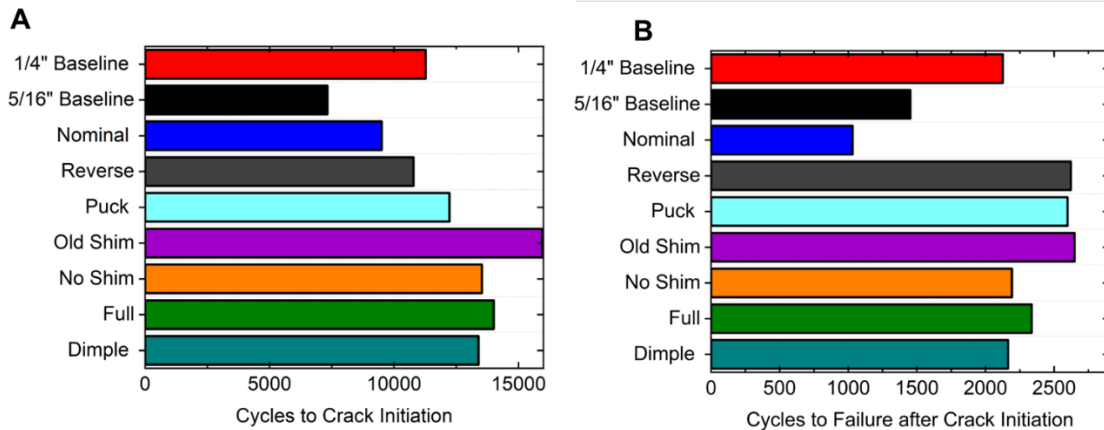 A
1/4" Baseline
5/16" Baseline
Nominal
Reverse
Puck
Old Shim
No Shim
Full
Dimple
0 5000 10000 15000
Cycles to Crack Initiation
B
1/4" Baseline
5/16" Baseline
Nominal
Reverse
Puck
Old Shim
No Shim
Full
Dimple
0 500 1000 1500 2000 2500
Cycles to Failure after Crack Initiation